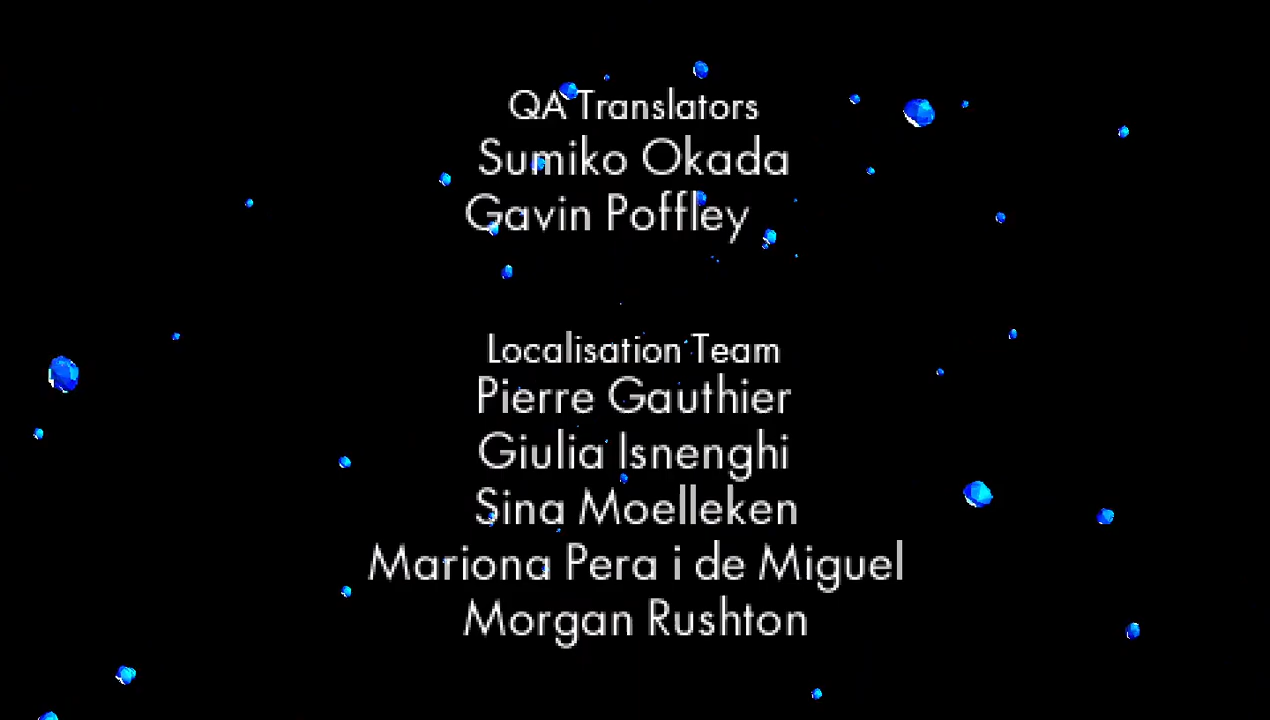 QA Translators
Sumiko Okada
Gavin Poffley
Localisation Team
Pierre Gauthier
Giulia Isnenghi
Sina Moelleken
Mariona Pera i de Miguel
Morgan Rushton